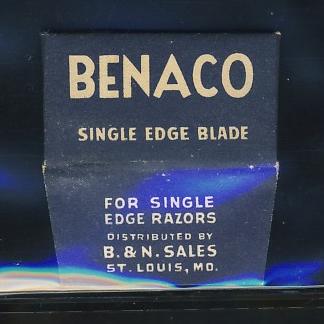 BENACO
SINGLE EDGE BLADE
FOR SINGLE
EDGE RAZORS
DISTRIBUTED BY
B. & N. SALES
ST. LOUIS, MO.